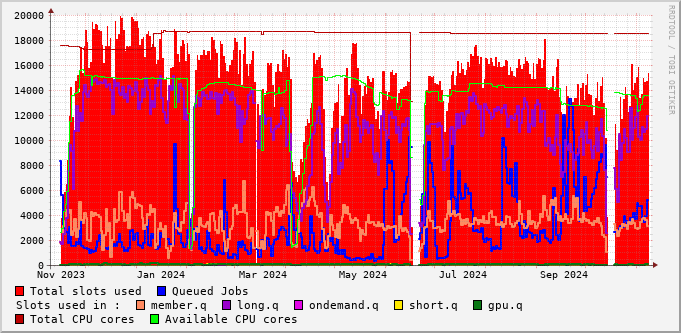 20000
18000
16000
14000
12000
10000
8000
6000
4000
2000
0
Nov 2023 Jan 2024 Mar 2024 May 2024 Jul 2024 Sep 2024
RRDTOOL / TOBI OETIKER
Total slots used Queued Jobs
Slots used in : member.q long.q ondemand.q short.q gpu.q
Total CPU cores Available CPU cores